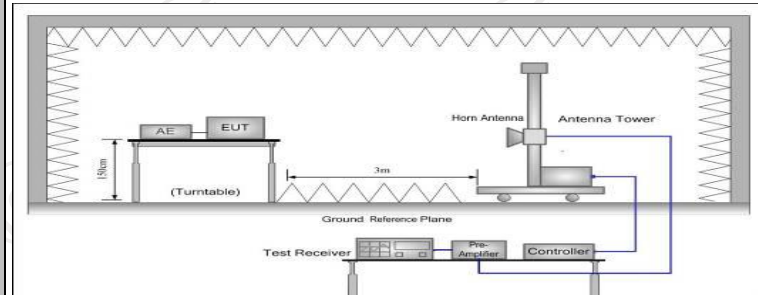 Horn Antenna
Antenna Tower
AE
EUT
150cm
3m
(Turntable)
Ground Reference Plane
Test Receiver
Pre-
Amplifier
Controller